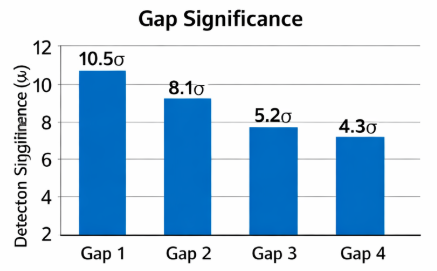 Gap Significance
Detecton Singifinence (ω)
12
10
8
6
4
2
10.5σ
8.1σ
5.2σ
4.3σ
Gap 1
Gap 2
Gap 3
Gap 4